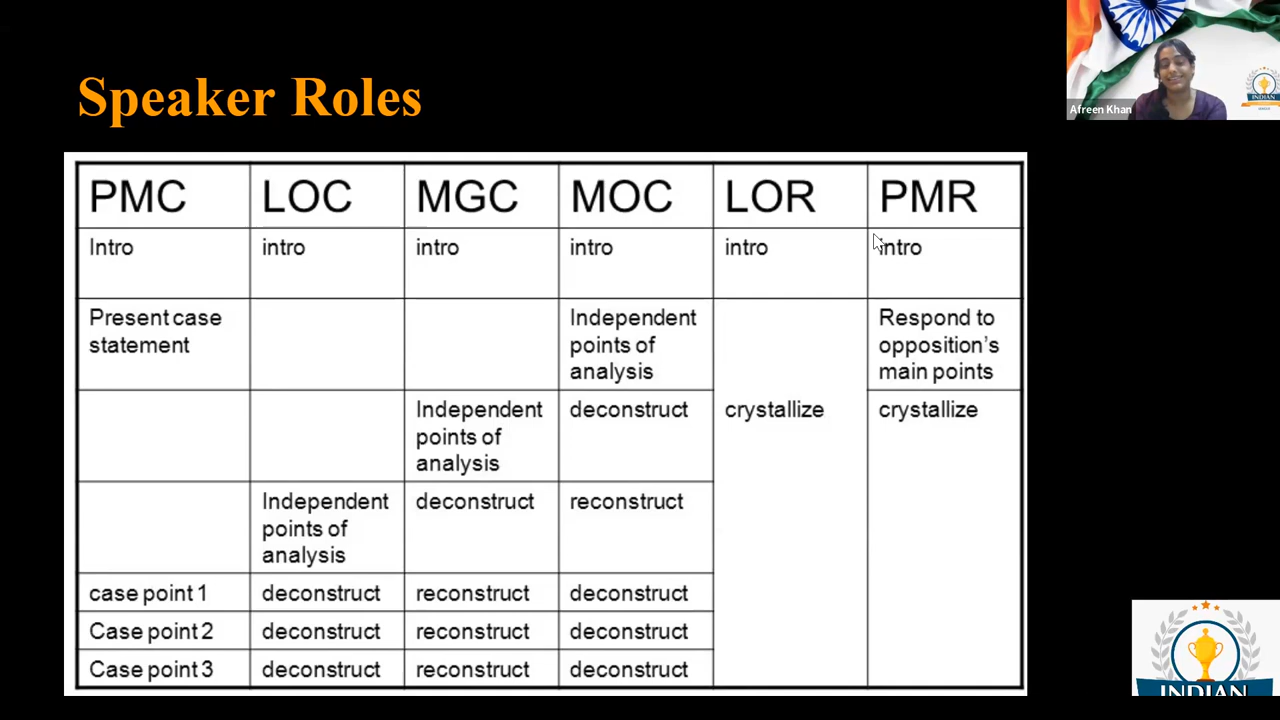 Speaker Roles
Afreen Khan
INDIAN
PMC LOC MGC MOC LOR PMR
Intro intro intro intro intro intro
Present case
statement
Independent
points of
analysis
Respond to
opposition's
main points
Independent
points of
analysis
deconstruct
crystallize
crystallize
Independent
points of
analysis
deconstruct
reconstruct
case point 1 deconstruct reconstruct deconstruct
Case point 2 deconstruct reconstruct deconstruct
Case point 3 deconstruct reconstruct deconstruct
INDIAN